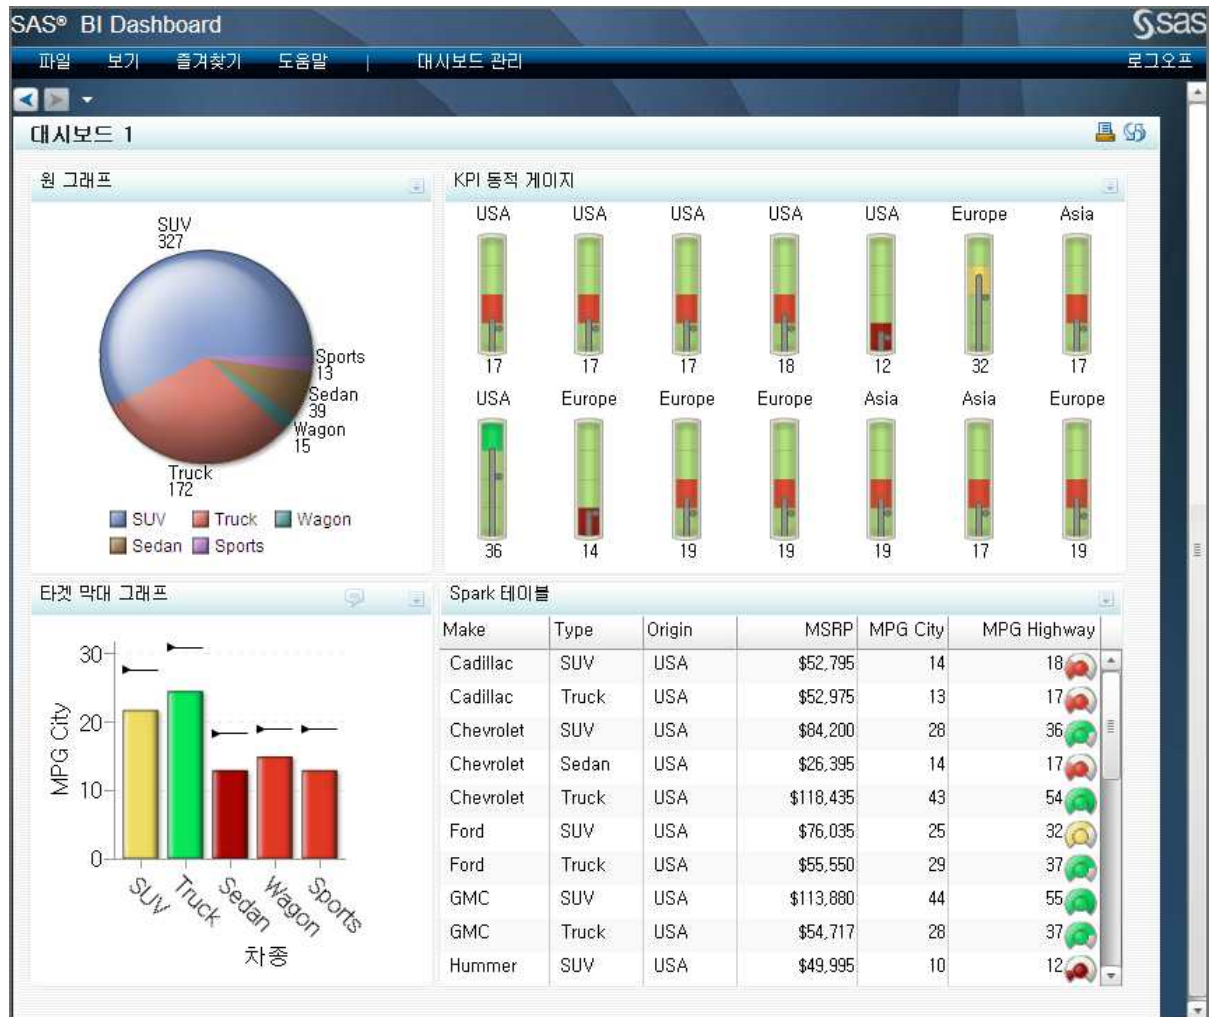 SAS® BI Dashboard
sas
파일 보기 즐겨찾기 도움말 | 대시보드 관리 로그오프
대시보드 1
원 그래프
SUV
327
Sports
13
Sedan
39
Wagon
15
Truck
172
SUV Truck Wagon
Sedan Sports
KPI 동적 게이지
USA USA USA USA USA Europe Asia
17 17 17 18 12 32 17
USA Europe Europe Europe Asia Asia Europe
36 14 19 19 19 17 19
타겟 막대 그래프
30
20
10
0
MPG City
SUV Truck Sedan Wagon Sports
차종
Spark 테이블
Make Type Origin MSRP MPG City MPG Highway
Cadillac SUV USA $52,795 14 18
Cadillac Truck USA $52,975 13 17
Chevrolet SUV USA $84,200 28 36
Chevrolet Sedan USA $26,395 14 17
Chevrolet Truck USA $118,435 43 54
Ford SUV USA $76,035 25 32
Ford Truck USA $55,550 29 37
GMC SUV USA $113,880 44 55
GMC Truck USA $54,717 28 37
Hummer SUV USA $49,995 10 12